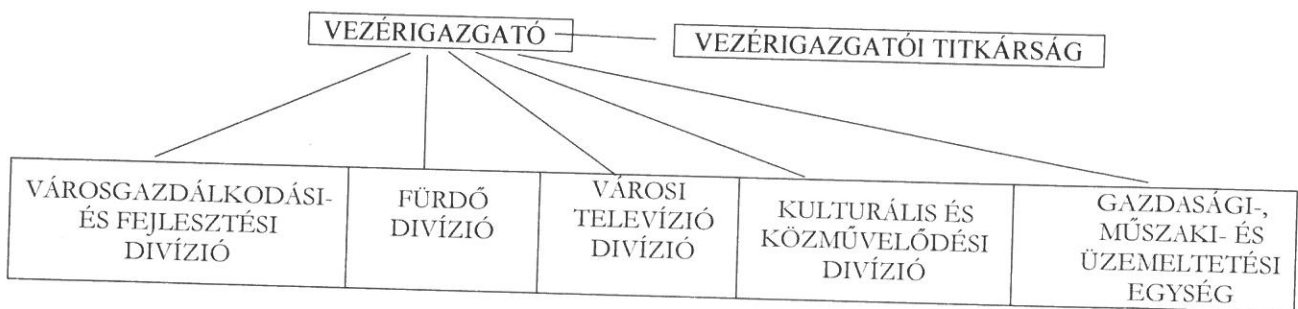 VEZÉRIGAZGATÓ
VEZÉRIGAZGATÓI TITKÁRSÁG
VÁROSGAZDÁLKODÁSI-
ÉS FEJLESZTÉSI
DIVÍZIÓ
FÜRDŐ
DIVÍZIÓ
VÁROSI
TELEVÍZIÓ
DIVÍZIÓ
KULTURÁLIS ÉS
KÖZMŰVELŐDÉSI
DIVÍZIÓ
GAZDASÁGI-,
MŰSZAKI- ÉS
ÜZEMELTETÉSI
EGYSÉG